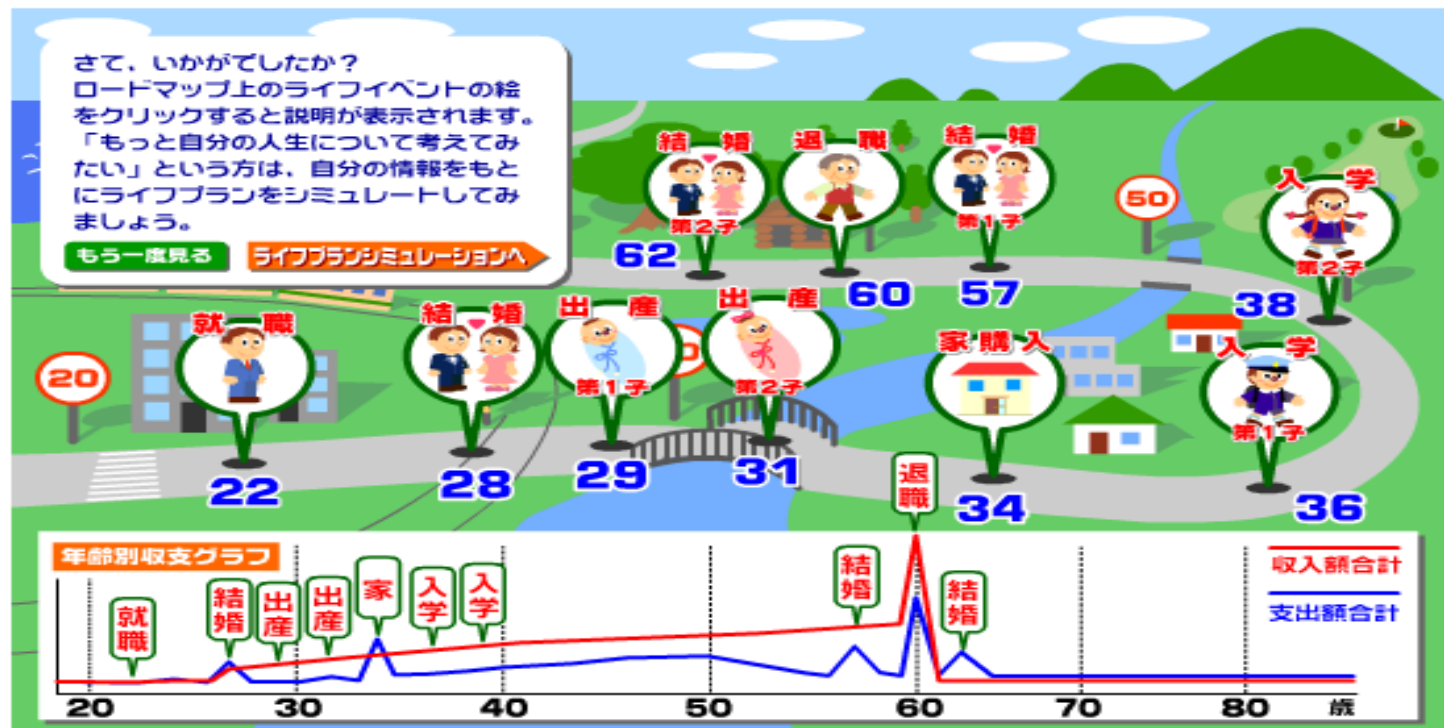 さて、いかがでしたか？
ロードマップ上のライフイベントの絵
をクリックすると説明が表示されます。
「もっと自分の人生について考えてみ
たい」という方は、自分の情報をもと
にライフプランをシミュレートしてみ
ましょう。
もう一度見る
ライフプランシミュレーションへ
結婚
第2子
62
退職
60
結婚
第1子
57
50
入学
第2子
38
20
就職
22
結婚
28
出産
第1子
29
出産
第2子
31
家購入
34
入学
第1子
36
年齢別収支グラフ
就職
結婚
出産
出産
家
入学
入学
結婚
退職
結婚
収入額合計
支出額合計
20 30 40 50 60 70 80 歳